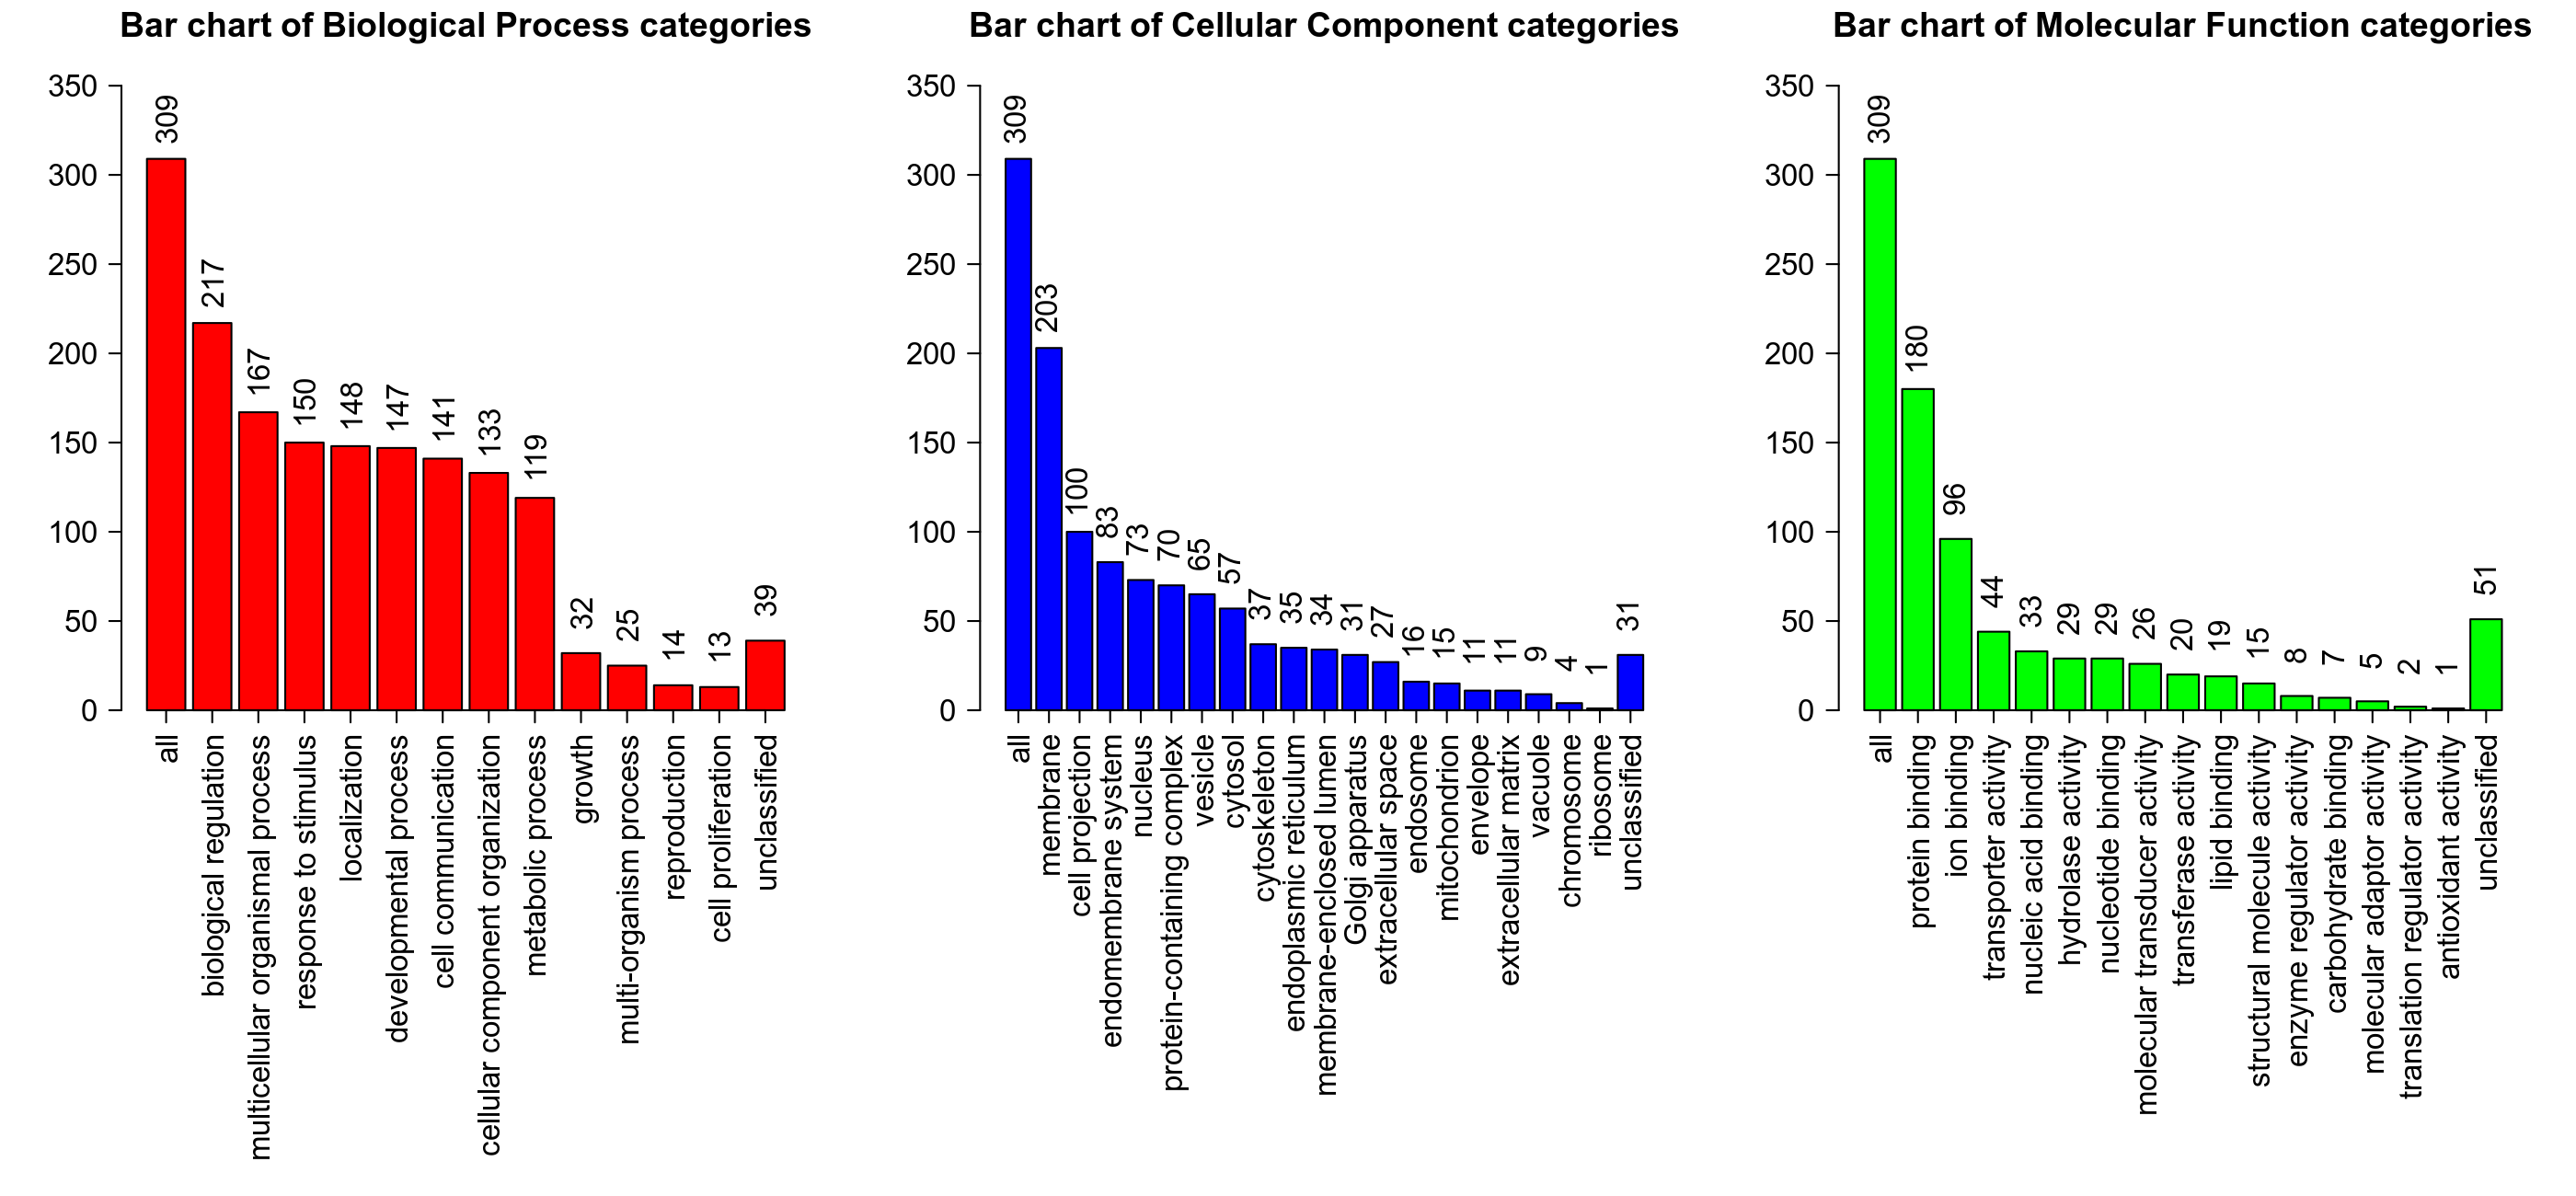 Bar chart of Biological Process categories
350
300
250
200
150
100
50
0
309
217
167
150
148
147
141
133
119
32
25
14
13
39
all
biological regulation
multicellular organismal process
response to stimulus
localization
developmental process
cell communication
cellular component organization
metabolic process
growth
multi-organism process
reproduction
cell proliferation
unclassified
Bar chart of Cellular Component categories
350
300
250
200
150
100
50
0
309
203
100
83
73
70
65
57
37
35
34
31
27
16
15
11
11
9
4
1
31
all
membrane
cell projection
endomembrane system
nucleus
protein-containing complex
vesicle
cytosol
cytoskeleton
endoplasmic reticulum
membrane-enclosed lumen
Golgi apparatus
extracellular space
endosome
mitochondrion
envelope
extracellular matrix
vacuole
chromosome
ribosome
unclassified
Bar chart of Molecular Function categories
350
300
250
200
150
100
50
0
309
180
96
44
33
29
29
26
20
19
15
8
7
5
2
1
51
all
protein binding
ion binding
transporter activity
nucleic acid binding
hydrolase activity
nucleotide binding
molecular transducer activity
transferase activity
lipid binding
structural molecule activity
enzyme regulator activity
carbohydrate binding
molecular adaptor activity
translation regulator activity
antioxidant activity
unclassified